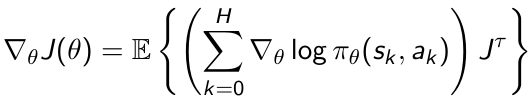 ∇_θ J(θ) = 𝔼 { ( ∑_{k=0}^{H} ∇_θ log π_θ(s_k, a_k) ) J^τ }